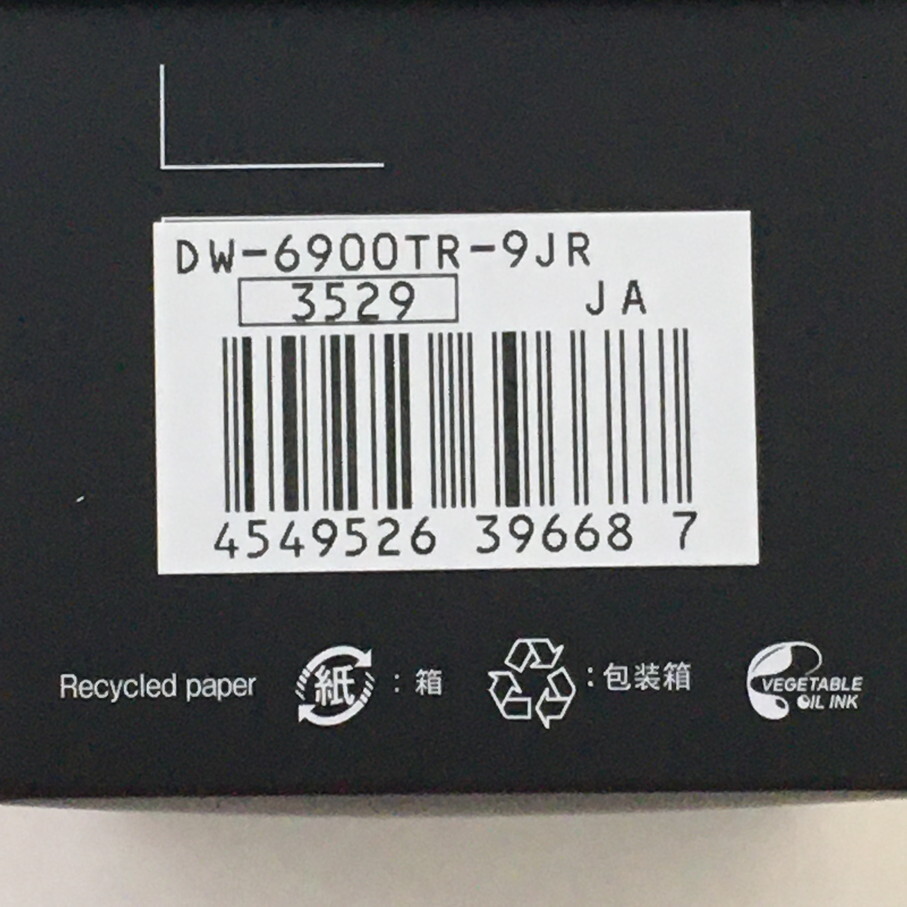 DW-6900TR-9JR
3529 JA
4549526 39668 7
Recycled paper 紙 : 箱 : 包装箱 VEGETABLE OIL INK